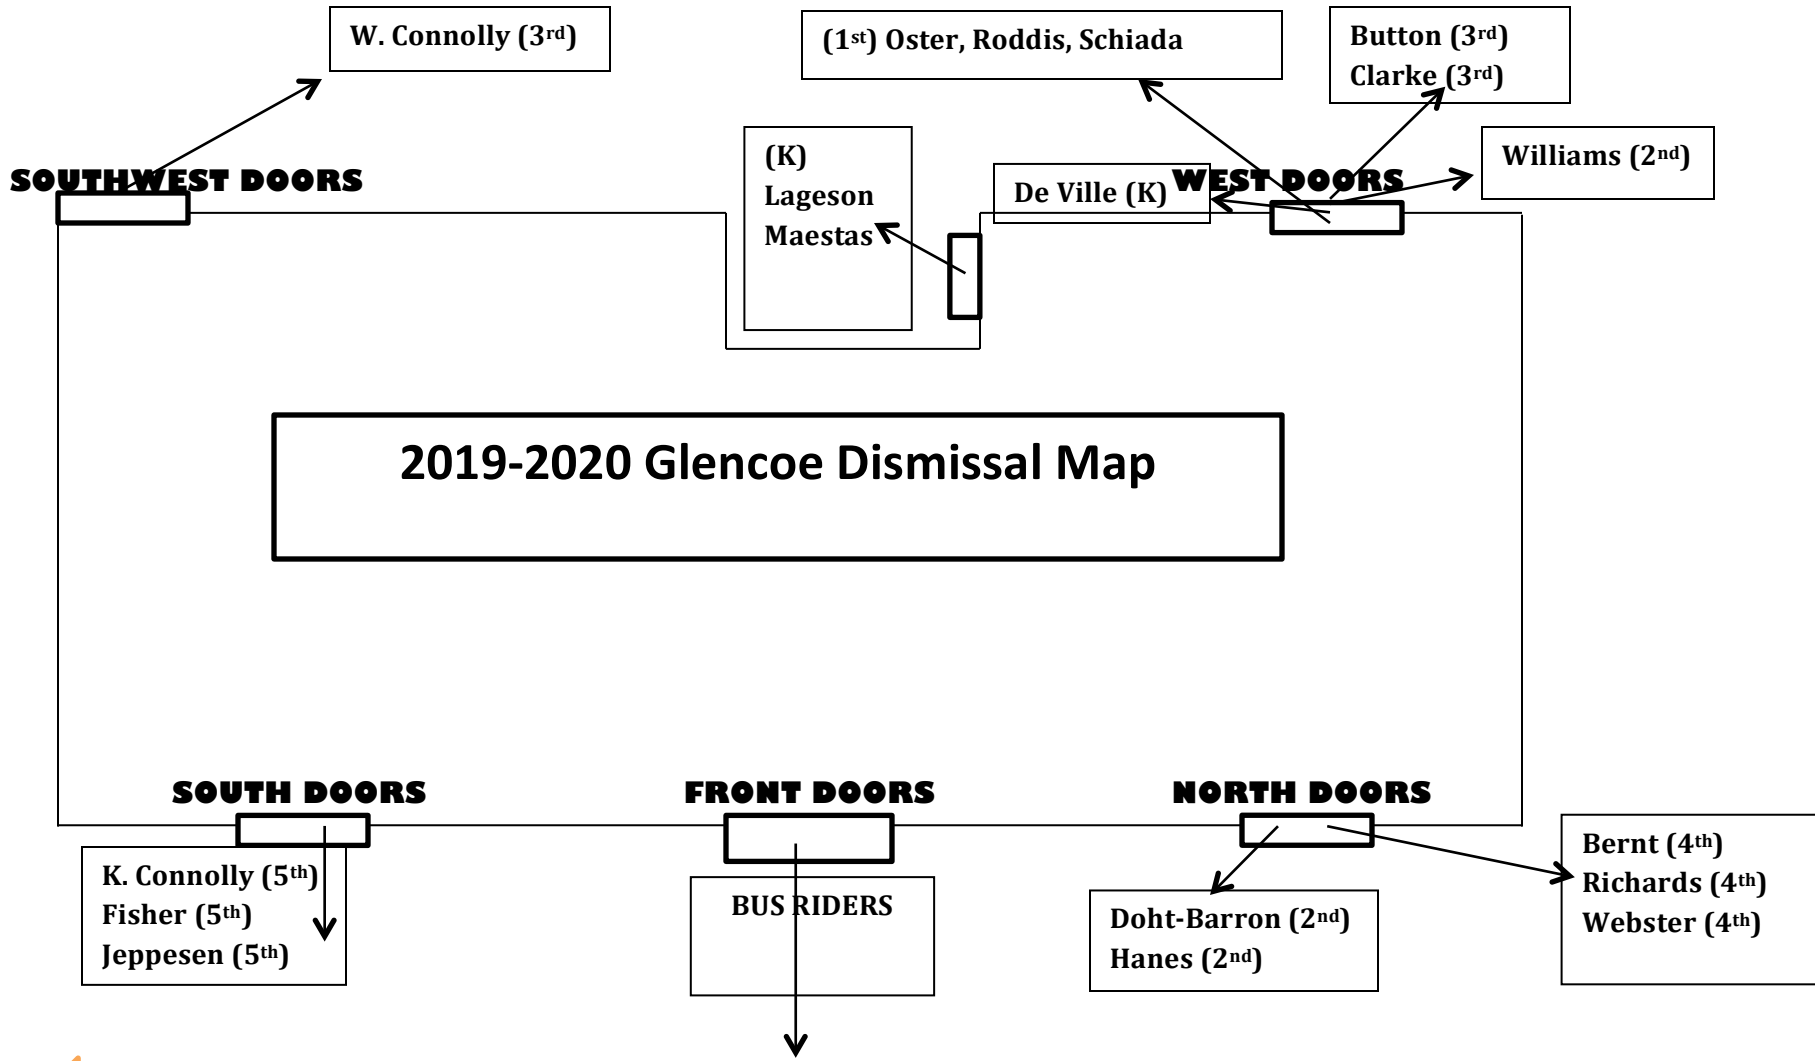 W. Connolly (3rd)
(1st) Oster, Roddis, Schiada
Button (3rd)
Clarke (3rd)
Williams (2nd)
(K)
Lageson
Maestas
De Ville (K)
SOUTHWEST DOORS
WEST DOORS
2019-2020 Glencoe Dismissal Map
SOUTH DOORS
FRONT DOORS
NORTH DOORS
K. Connolly (5th)
Fisher (5th)
Jeppesen (5th)
BUS RIDERS
Doht-Barron (2nd)
Hanes (2nd)
Bernt (4th)
Richards (4th)
Webster (4th)